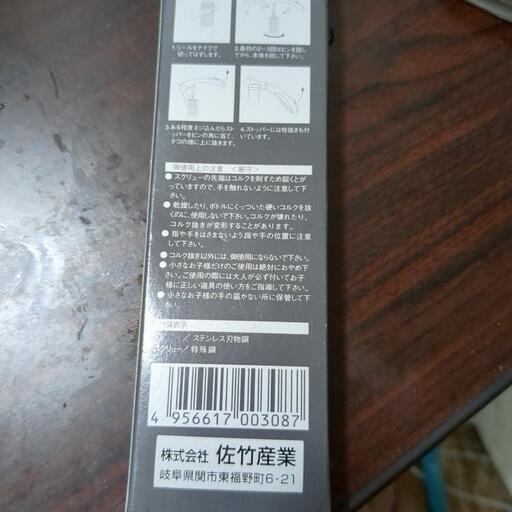 1.シールをナイフで
切ってはずします。
2.最初の2〜3回はビンを回し
てから、本体を回して下さい。
3.ある程度ネジ込んだらスト
ッパーをビンの角に当て、
テコの様に上に抜きます。
4.ストッパーには栓抜きも付
いています。
御使用上の注意 <厳守>
●スクリューの先端はコルクを刺すため鋭くとが
っていますので、手を触れないように注意して下
さい。
●乾燥したり、ボトルにくっついた硬いコルクを抜
くのに、使用しないで下さい。コルクが壊れたり、
コルク抜きが変形することがあります。
●指や手をはさまないよう指や手の位置に注意し
て下さい。
●コルク抜き以外には、御使用にならないで下さい。
●小さなお子様だけのご使用は絶対におやめ下
さい。ご使用の際には大人が必ず付いてお子様
に正しい道具の使い方をご指導して下さい。
●小さなお子様の手の届かない所に保管して下
さい。
材質表示
/ステンレス刃物鋼
スクリュー/特殊鋼
4 956617 003087
株式会社 佐竹産業
岐阜県関市東福野町6-21